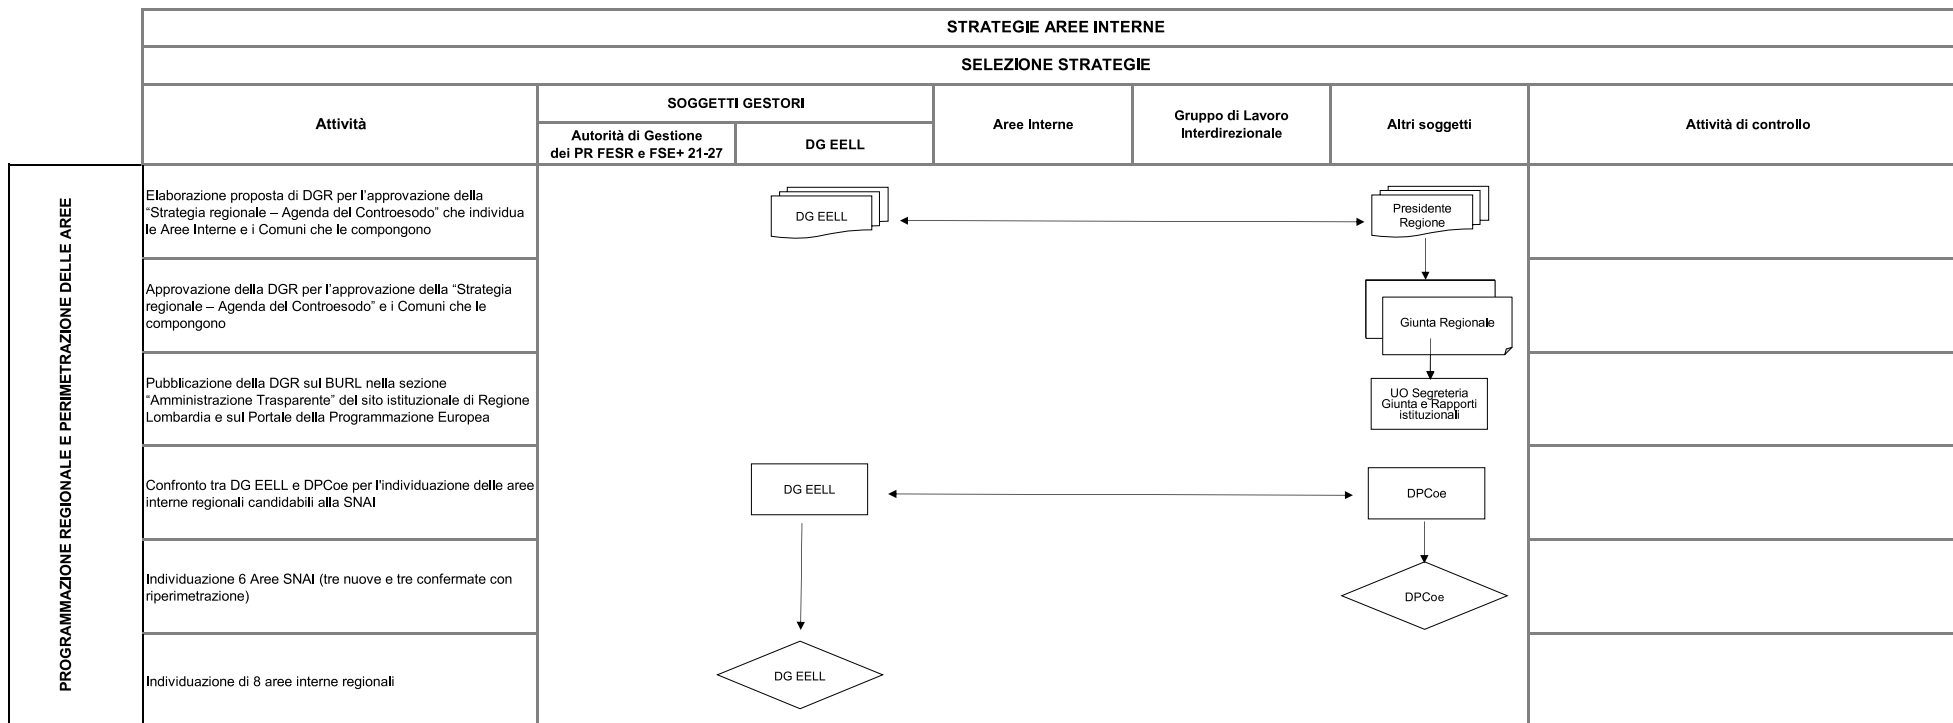 STRATEGIE AREE INTERNE
SELEZIONE STRATEGIE
Attività
SOGGETTI GESTORI
Autorità di Gestione
dei PR FESR e FSE+ 21-27
DG EELL
Aree Interne
Gruppo di Lavoro
Interdirezionale
Altri soggetti
Attività di controllo
PROGRAMMAZIONE REGIONALE E PERIMETRAZIONE DELLE AREE
Elaborazione proposta di DGR per l'approvazione della
“Strategia regionale – Agenda del Controesodo” che individua
le Aree Interne e i Comuni che le compongono
DG EELL
Presidente
Regione
Approvazione della DGR per l'approvazione della “Strategia
regionale – Agenda del Controesodo” e i Comuni che le
compongono
Giunta Regionale
Pubblicazione della DGR sul BURL nella sezione
“Amministrazione Trasparente” del sito istituzionale di Regione
Lombardia e sul Portale della Programmazione Europea
UO Segreteria
Giunta e Rapporti
istituzionali
Confronto tra DG EELL e DPCoe per l'individuazione delle aree
interne regionali candidabili alla SNAI
DG EELL
DPCoe
Individuazione 6 Aree SNAI (tre nuove e tre confermate con
riperimetrazione)
DPCoe
Individuazione di 8 aree interne regionali
DG EELL